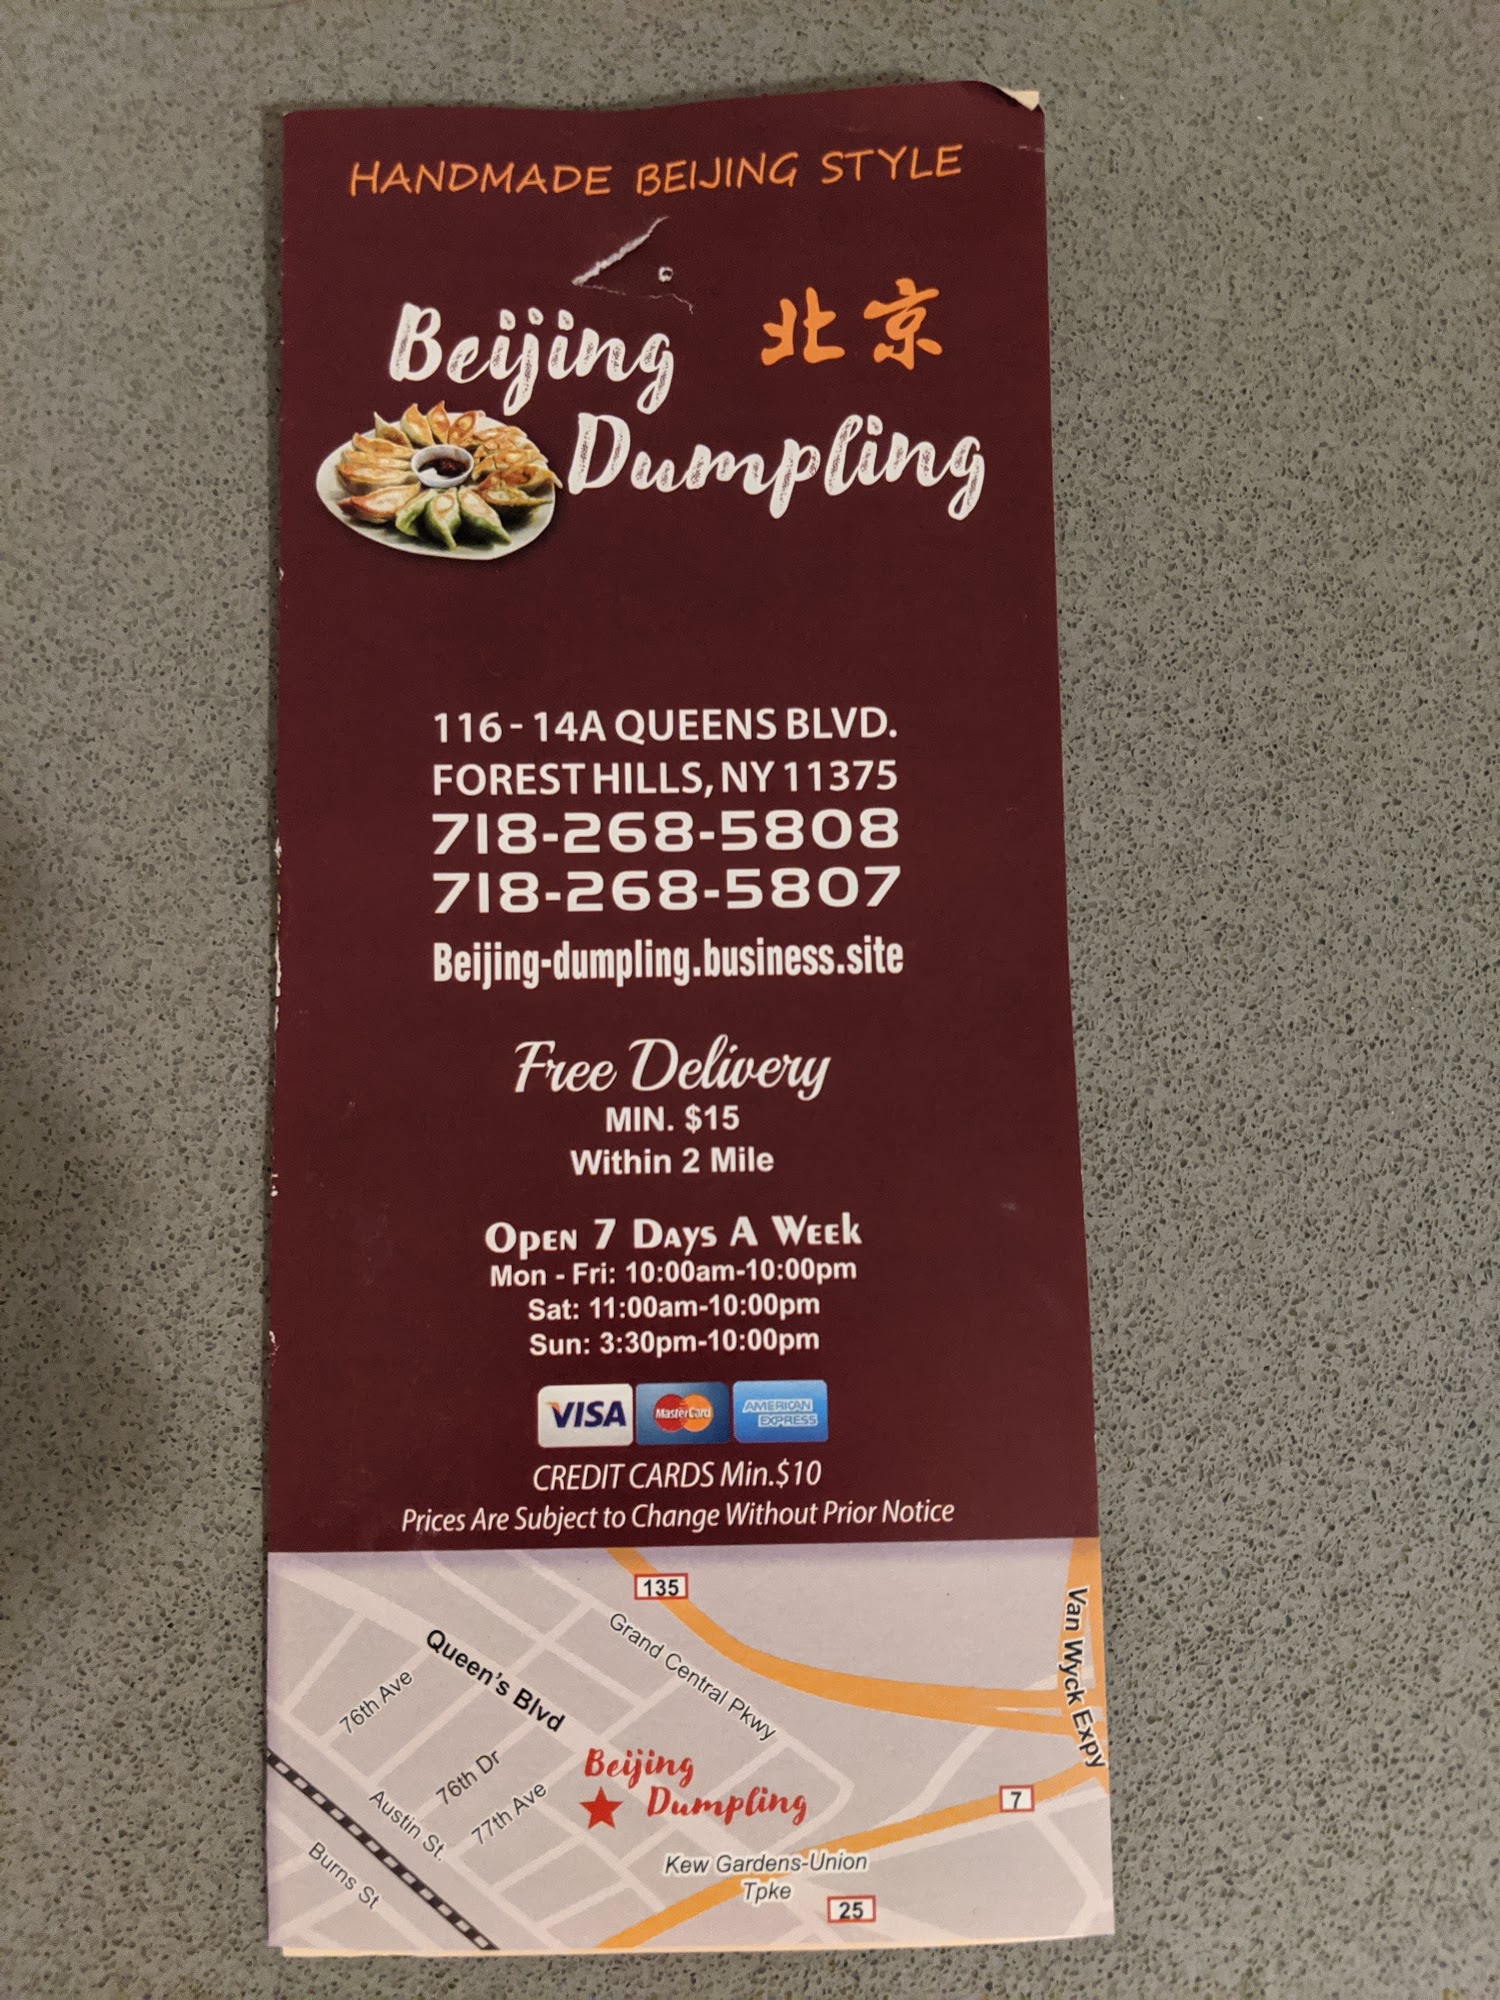 HANDMADE BEIJING STYLE
Beijing 北京
Dumpling
116-14A QUEENS BLVD.
FOREST HILLS, NY 11375
718-268-5808
718-268-5807
Beijing-dumpling.business.site
Free Delivery
MIN. $15
Within 2 Mile
OPEN 7 DAYS A WEEK
Mon - Fri: 10:00am-10:00pm
Sat: 11:00am-10:00pm
Sun: 3:30pm-10:00pm
VISA MasterCard AMERICAN EXPRESS
CREDIT CARDS Min.$10
Prices Are Subject to Change Without Prior Notice
135
Grand Central Pkwy
Van Wyck Expy
Queen's Blvd
76th Ave
76th Dr
77th Ave
Austin St.
Burns St
Beijing
Dumpling
7
Kew Gardens-Union
Tpke
25